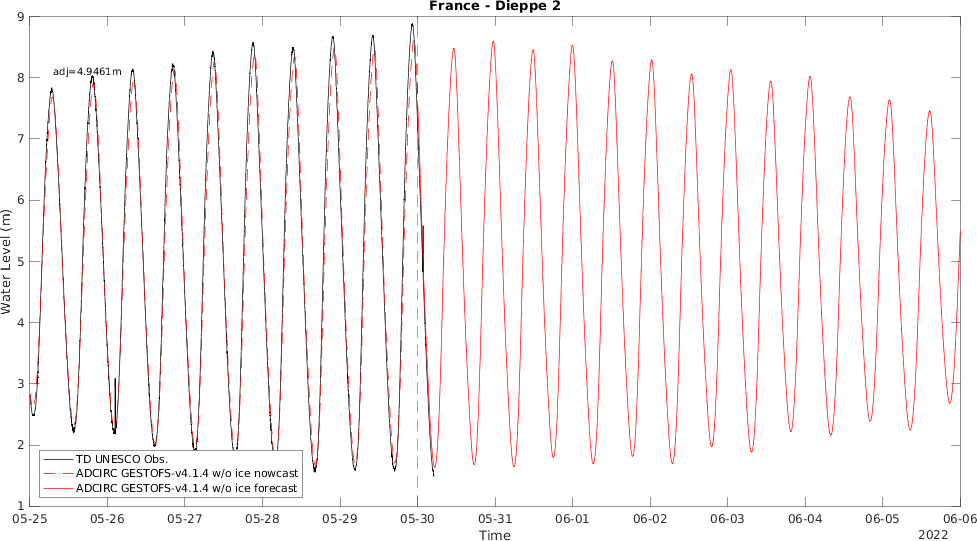 France - Dieppe 2
9
8
7
6
5
4
3
2
1
Water Level (m)
adj=4.9461m
TD UNESCO Obs.
ADCIRC GESTOFS-v4.1.4 w/o ice nowcast
ADCIRC GESTOFS-v4.1.4 w/o ice forecast
05-25 05-26 05-27 05-28 05-29 05-30 05-31 06-01 06-02 06-03 06-04 06-05 06-06
Time
2022